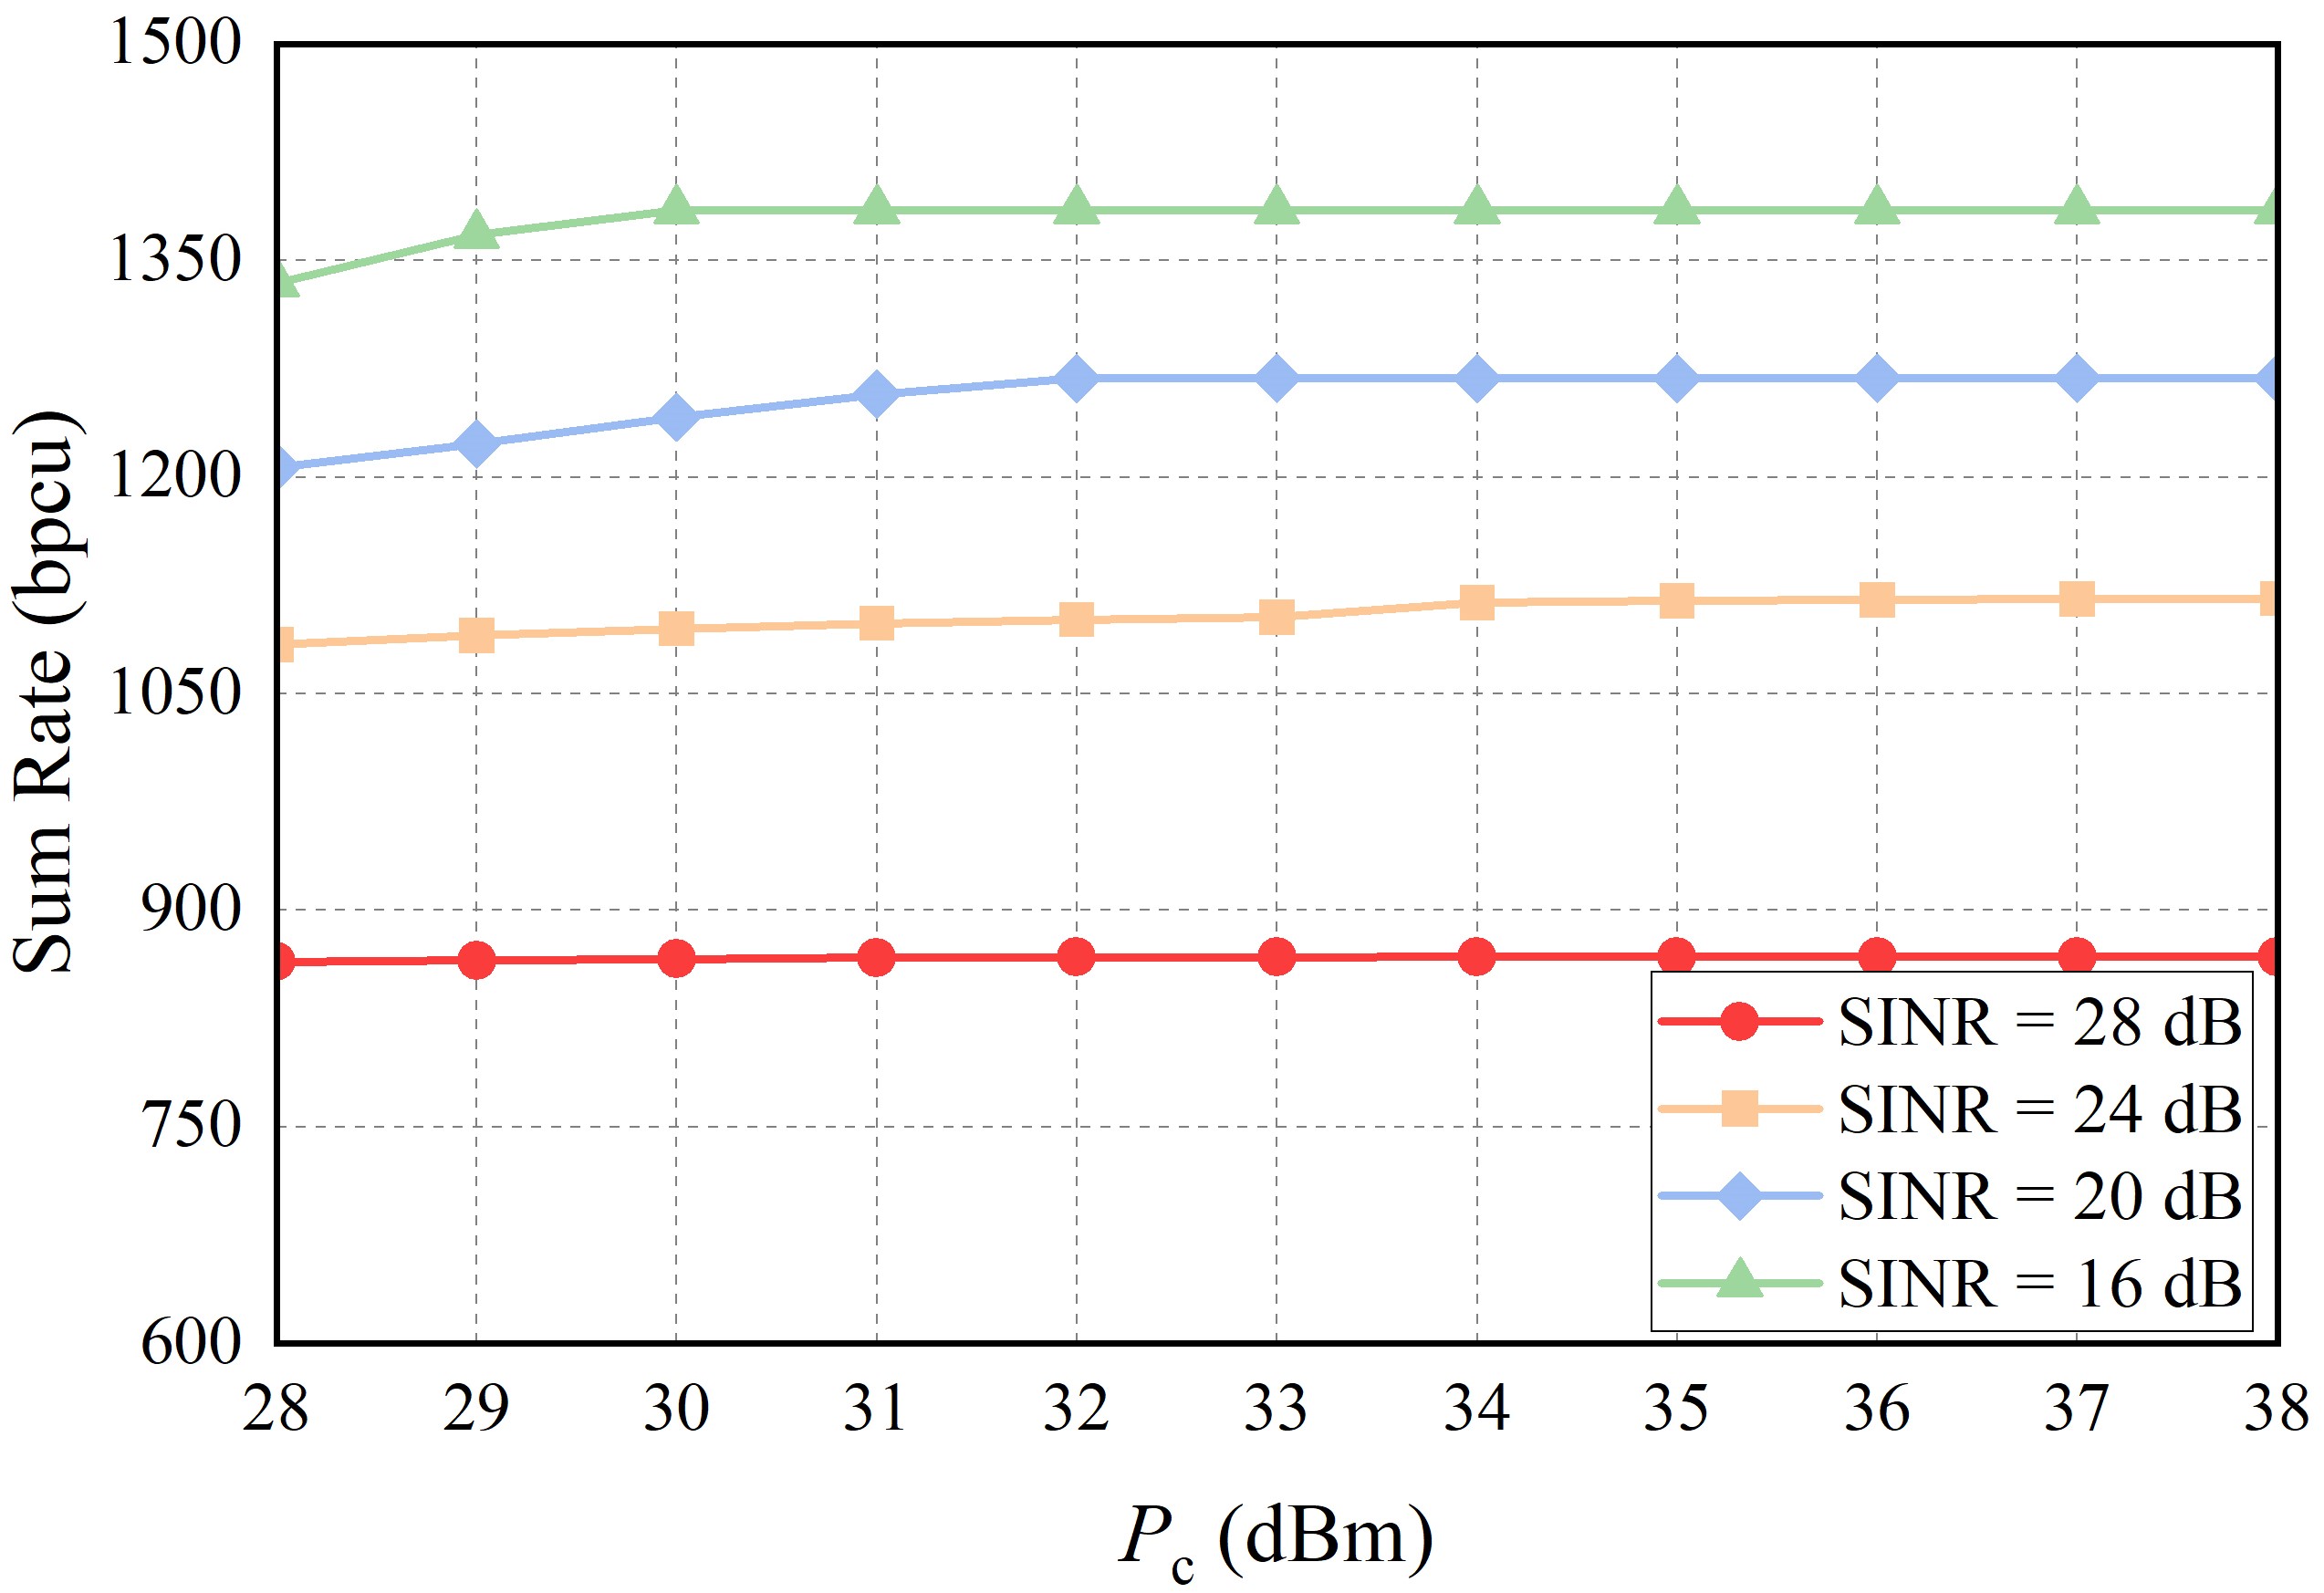 1500
1350
1200
1050
900
750
600
Sum Rate (bpcu)
28 29 30 31 32 33 34 35 36 37 38
Pc (dBm)
SINR = 28 dB
SINR = 24 dB
SINR = 20 dB
SINR = 16 dB